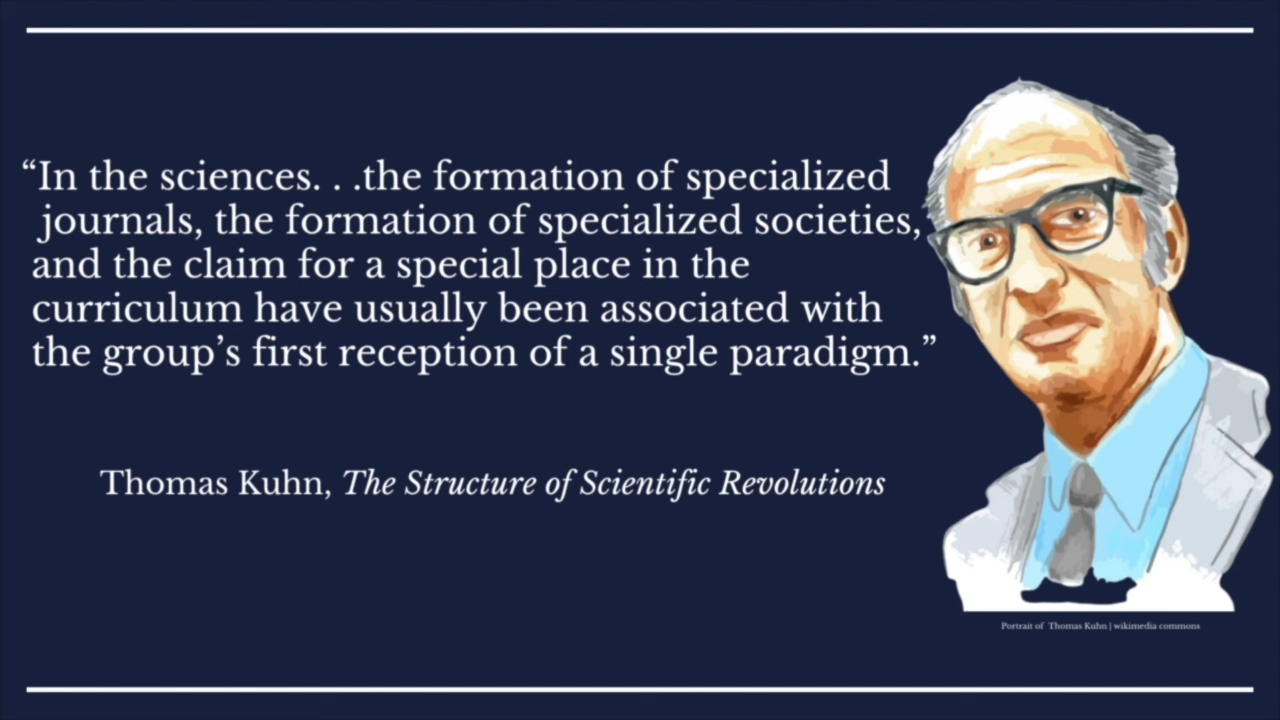 “In the sciences. . .the formation of specialized
journals, the formation of specialized societies,
and the claim for a special place in the
curriculum have usually been associated with
the group’s first reception of a single paradigm.”
Thomas Kuhn, The Structure of Scientific Revolutions
Portrait of Thomas Kuhn | wikimedia commons